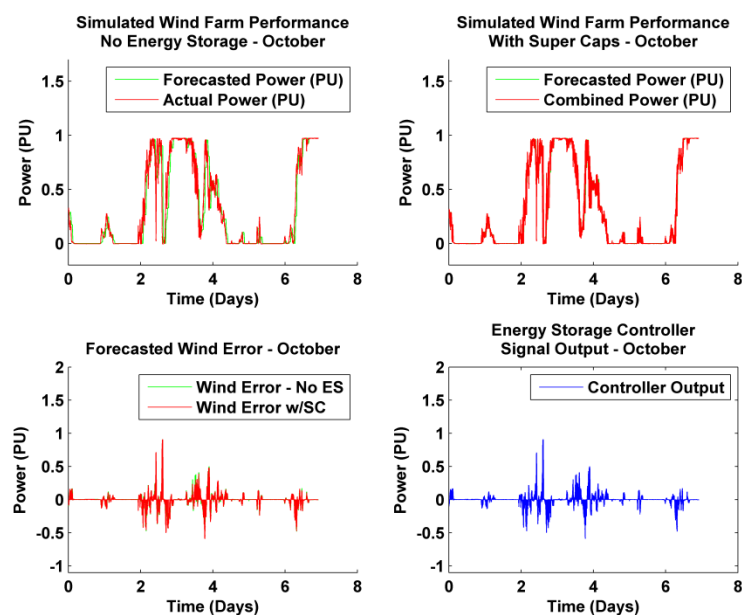 Simulated Wind Farm Performance
No Energy Storage - October
Power (PU)
1.5
1
0.5
0
Forecasted Power (PU)
Actual Power (PU)
0
2
4
6
8
Time (Days)
Simulated Wind Farm Performance
With Super Caps - October
Power (PU)
1.5
1
0.5
0
Forecasted Power (PU)
Combined Power (PU)
0
2
4
6
8
Time (Days)
Forecasted Wind Error - October
Power (PU)
2
1.5
1
0.5
0
-0.5
-1
Wind Error - No ES
Wind Error w/SC
0
2
4
6
8
Time (Days)
Energy Storage Controller
Signal Output - October
Power (PU)
2
1.5
1
0.5
0
-0.5
-1
Controller Output
0
2
4
6
8
Time (Days)